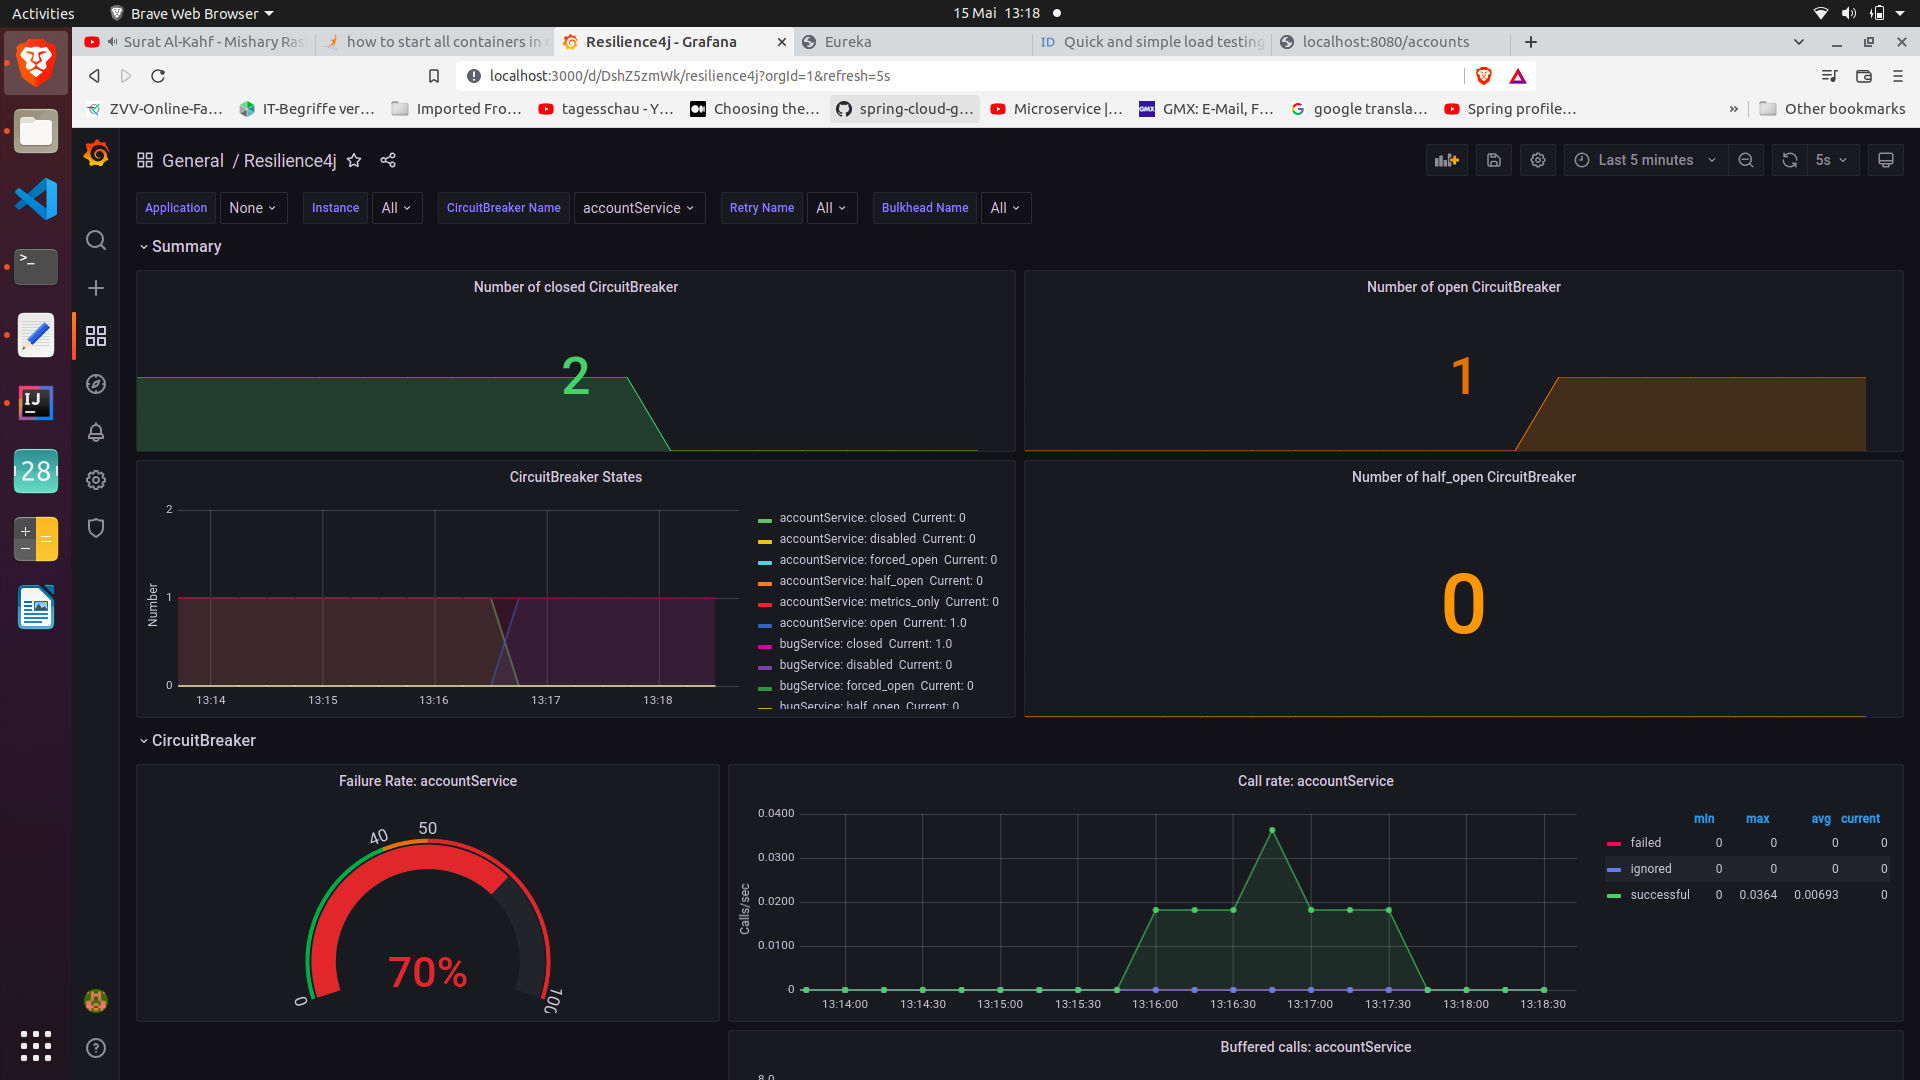 Activities
Brave Web Browser
15 Mai 13:18
Surat Al-Kahf - Mishary Ras
how to start all containers in
Resilience4j - Grafana
Eureka
ID Quick and simple load testing
localhost:8080/accounts
localhost:3000/d/DshZ5zmWk/resilience4j?orgId=1&refresh=5s
ZVV-Online-Fa...
IT-Begriffe ver...
Imported Fro...
tagesschau - Y...
Choosing the...
spring-cloud-g...
Microservice |...
GMX GMX: E-Mail, F...
google transla...
Spring profile...
»
Other bookmarks
General / Resilience4j
Last 5 minutes
5s
Application None
Instance All
CircuitBreaker Name accountService
Retry Name All
Bulkhead Name All
Summary
Number of closed CircuitBreaker
2
Number of open CircuitBreaker
1
CircuitBreaker States
Number
2
1
0
13:14 13:15 13:16 13:17 13:18
accountService: closed Current: 0
accountService: disabled Current: 0
accountService: forced_open Current: 0
accountService: half_open Current: 0
accountService: metrics_only Current: 0
accountService: open Current: 1.0
bugService: closed Current: 1.0
bugService: disabled Current: 0
bugService: forced_open Current: 0
bugService: half_open Current: 0
Number of half_open CircuitBreaker
0
CircuitBreaker
Failure Rate: accountService
0
40
50
100
70%
Call rate: accountService
Calls/sec
0.0400
0.0300
0.0200
0.0100
0
13:14:00 13:14:30 13:15:00 13:15:30 13:16:00 13:16:30 13:17:00 13:17:30 13:18:00 13:18:30
min max avg current
failed 0 0 0 0
ignored 0 0 0 0
successful 0 0.0364 0.00693 0
Buffered calls: accountService
8.0
IJ
28